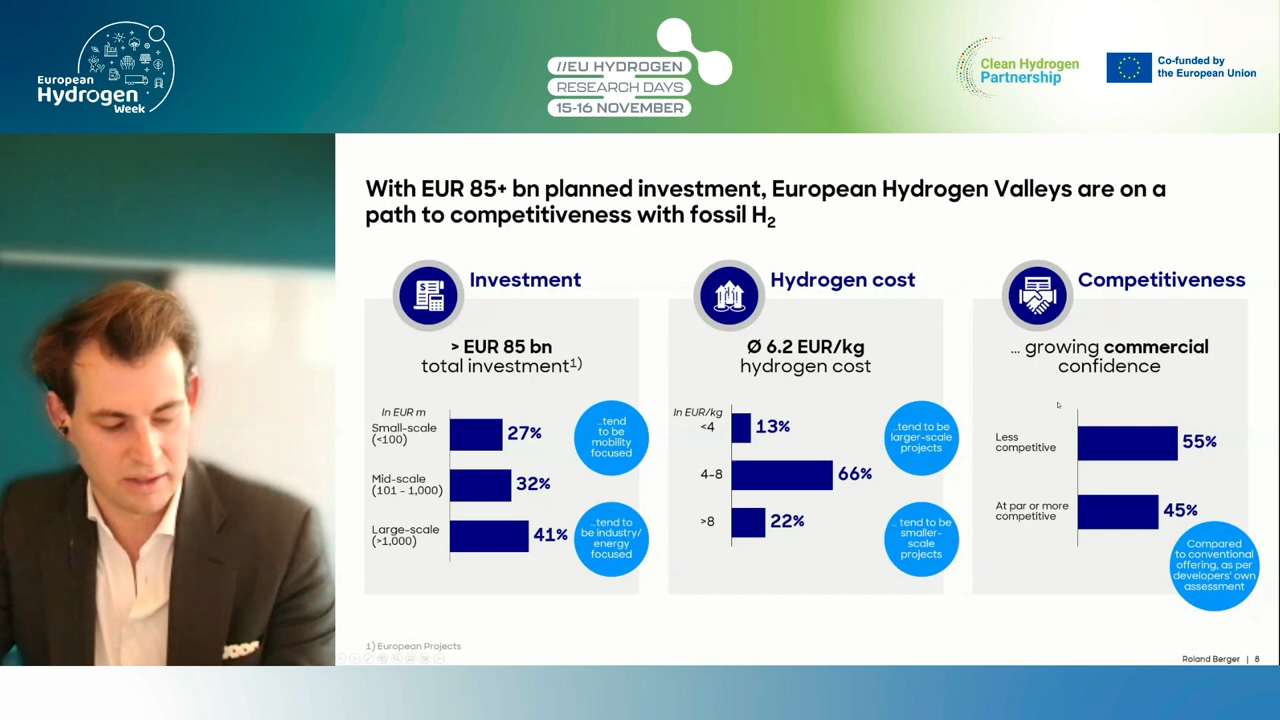 European
Hydrogen
Week
//EU HYDROGEN
RESEARCH DAYS
15-16 NOVEMBER
Clean Hydrogen
Partnership
Co-funded by
the European Union
With EUR 85+ bn planned investment, European Hydrogen Valleys are on a
path to competitiveness with fossil H₂
Investment
> EUR 85 bn
total investment¹⁾
In EUR m
Small-scale
(<100)
27%
Mid-scale
(101 - 1,000)
32%
Large-scale
(>1,000)
41%
...tend
to be
mobility
focused
...tend to
be industry/
energy
focused
Hydrogen cost
Ø 6.2 EUR/kg
hydrogen cost
In EUR/kg
<4
13%
4-8
66%
>8
22%
...tend to be
larger-scale
projects
... tend to be
smaller-
scale
projects
Competitiveness
... growing commercial
confidence
Less
competitive
55%
At par or more
competitive
45%
Compared
to conventional
offering, as per
developers' own
assessment
1) European Projects
Roland Berger | 8